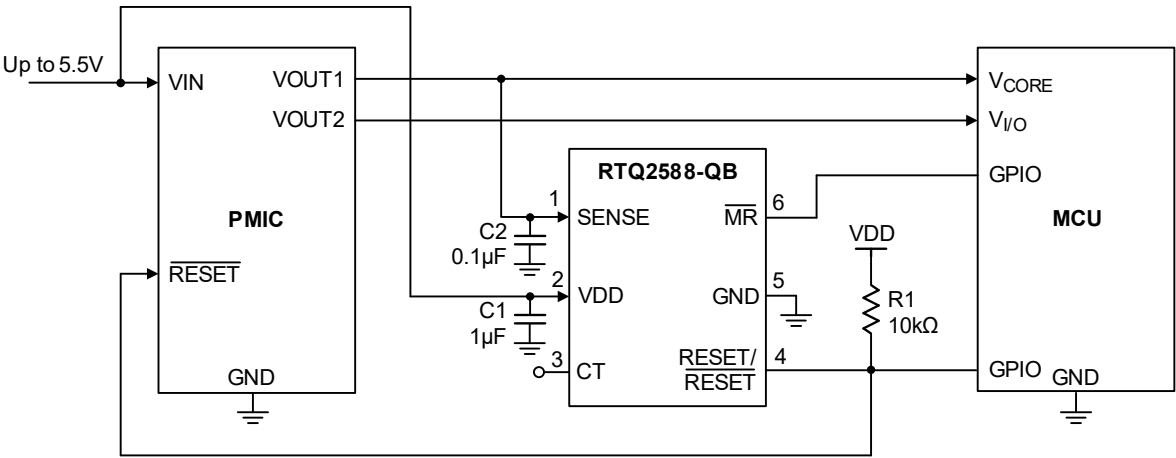 Up to 5.5V
VIN
VOUT1
VOUT2
PMIC
RESET
GND
RTQ2588-QB
1
SENSE
C2
0.1µF
2
VDD
C1
1µF
3
CT
MR
6
GND
5
RESET/
RESET
4
VDD
R1
10kΩ
VCORE
VI/O
GPIO
MCU
GPIO
GND